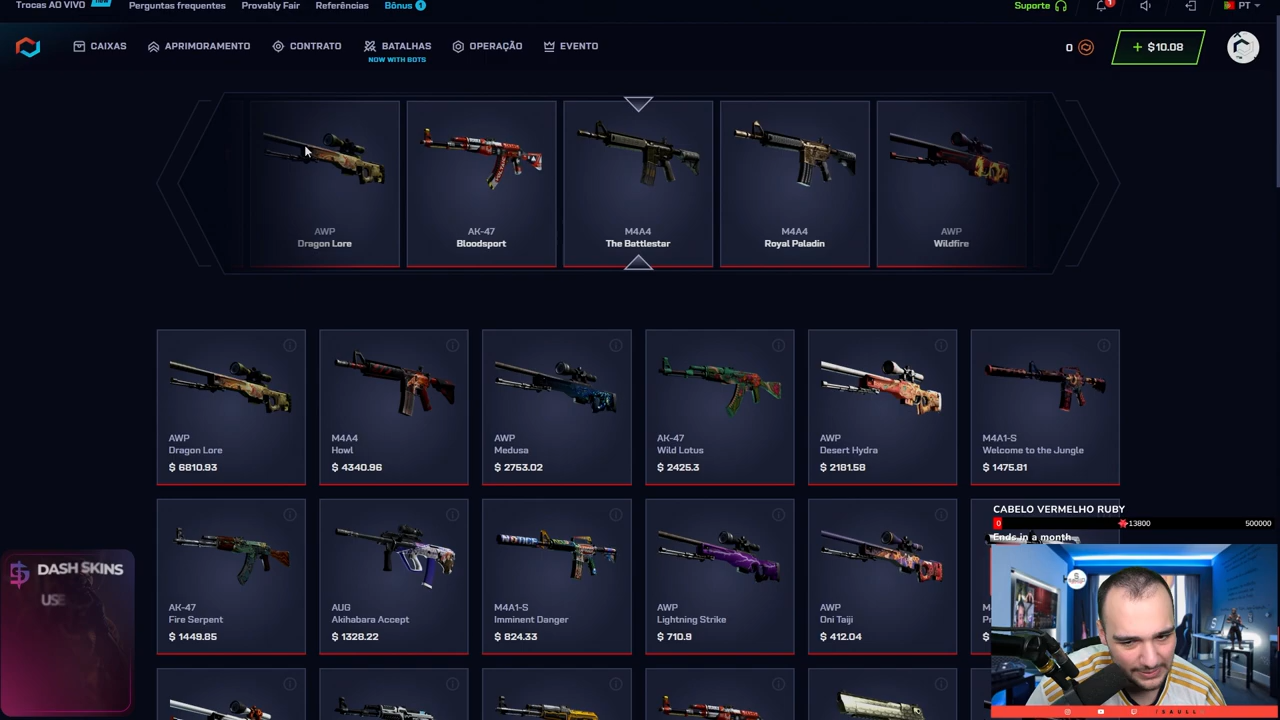 Trocas AO VIVO
Perguntas frequentes
Provably Fair
Referências
Bônus 1
Suporte
1
PT
CAIXAS
APRIMORAMENTO
CONTRATO
BATALHAS
NOW WITH BOTS
OPERAÇÃO
EVENTO
0
+ $10.08
AWP
Dragon Lore
AK-47
Bloodsport
M4A4
The Battlestar
M4A4
Royal Paladin
AWP
Wildfire
AWP
Dragon Lore
$ 6810.93
M4A4
Howl
$ 4340.96
AWP
Medusa
$ 2753.02
AK-47
Wild Lotus
$ 2425.3
AWP
Desert Hydra
$ 2181.58
M4A1-S
Welcome to the Jungle
$ 1475.81
AK-47
Fire Serpent
$ 1449.85
AUG
Akihabara Accept
$ 1328.22
M4A1-S
Imminent Danger
$ 824.33
AWP
Lightning Strike
$ 710.9
AWP
Oni Taiji
$ 412.04
CABELO VERMELHO RUBY
0
13800
500000
Ends in a month
DASH SKINS
USE
/SAULL